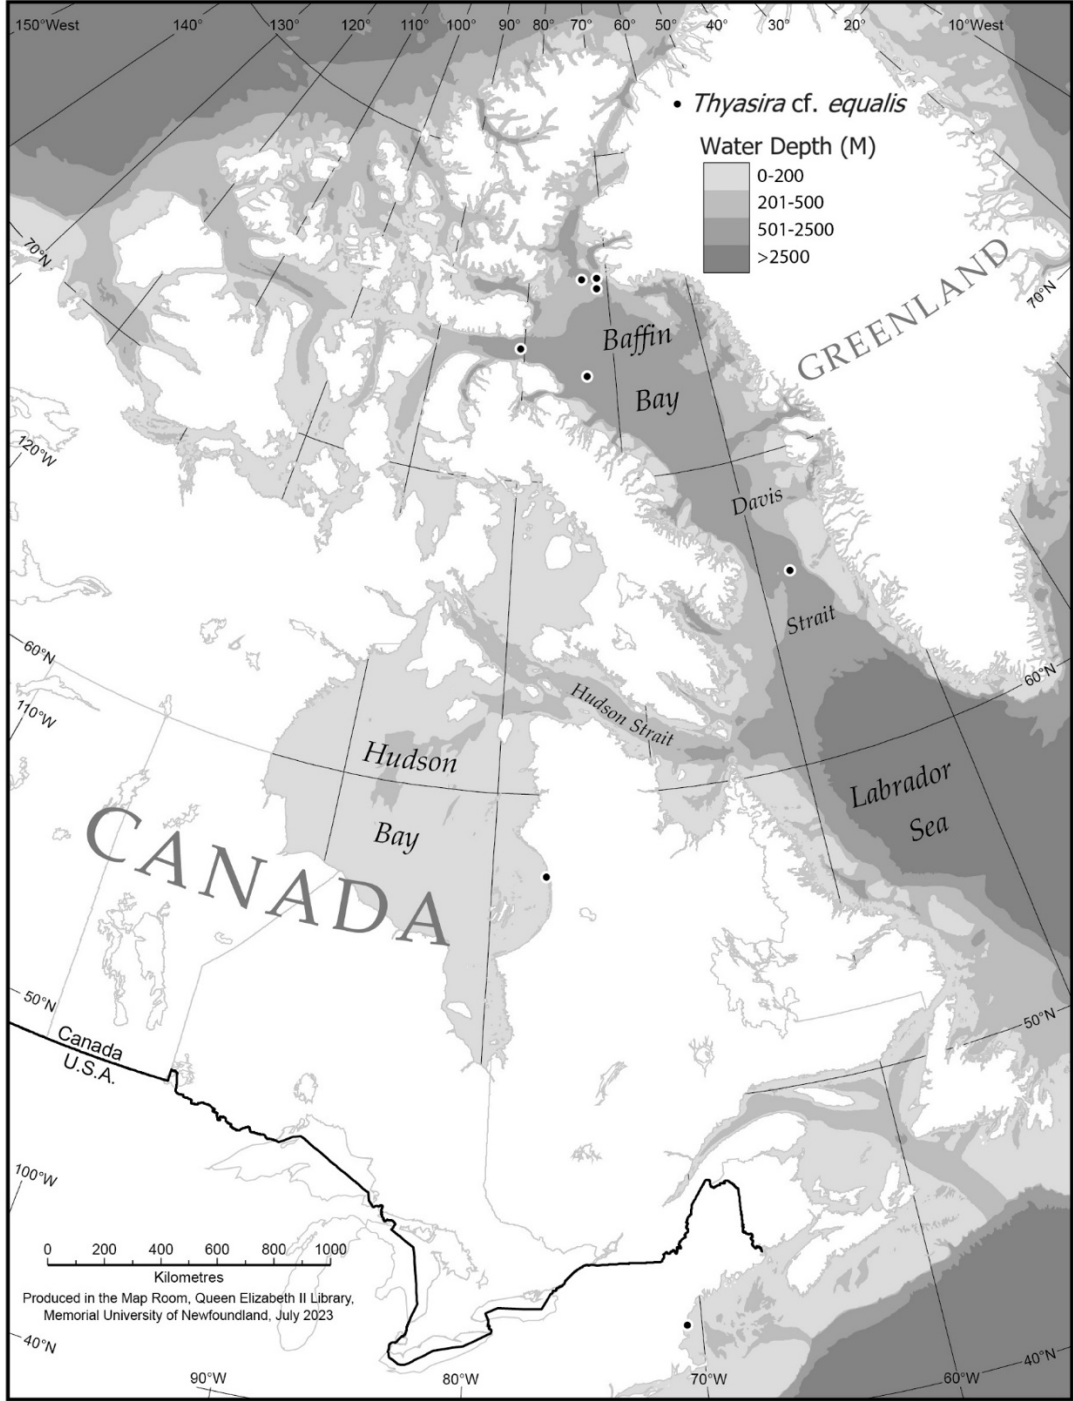 150°West 140° 130° 120° 110° 100° 90° 80° 70° 60° 50° 40° 30° 20° 10°West
Thyasira cf. equalis
Water Depth (M)
0-200
201-500
501-2500
>2500
70°N
GREENLAND
70°N
Baffin
Bay
120°W
Davis
Strait
60°N
60°N
110°W
Hudson Strait
Hudson
Bay
Labrador
Sea
CANADA
50°N
50°N
Canada
U.S.A.
100°W
0 200 400 600 800 1000
Kilometres
Produced in the Map Room, Queen Elizabeth II Library,
Memorial University of Newfoundland, July 2023
40°N
40°N
90°W 80°W 70°W 60°W